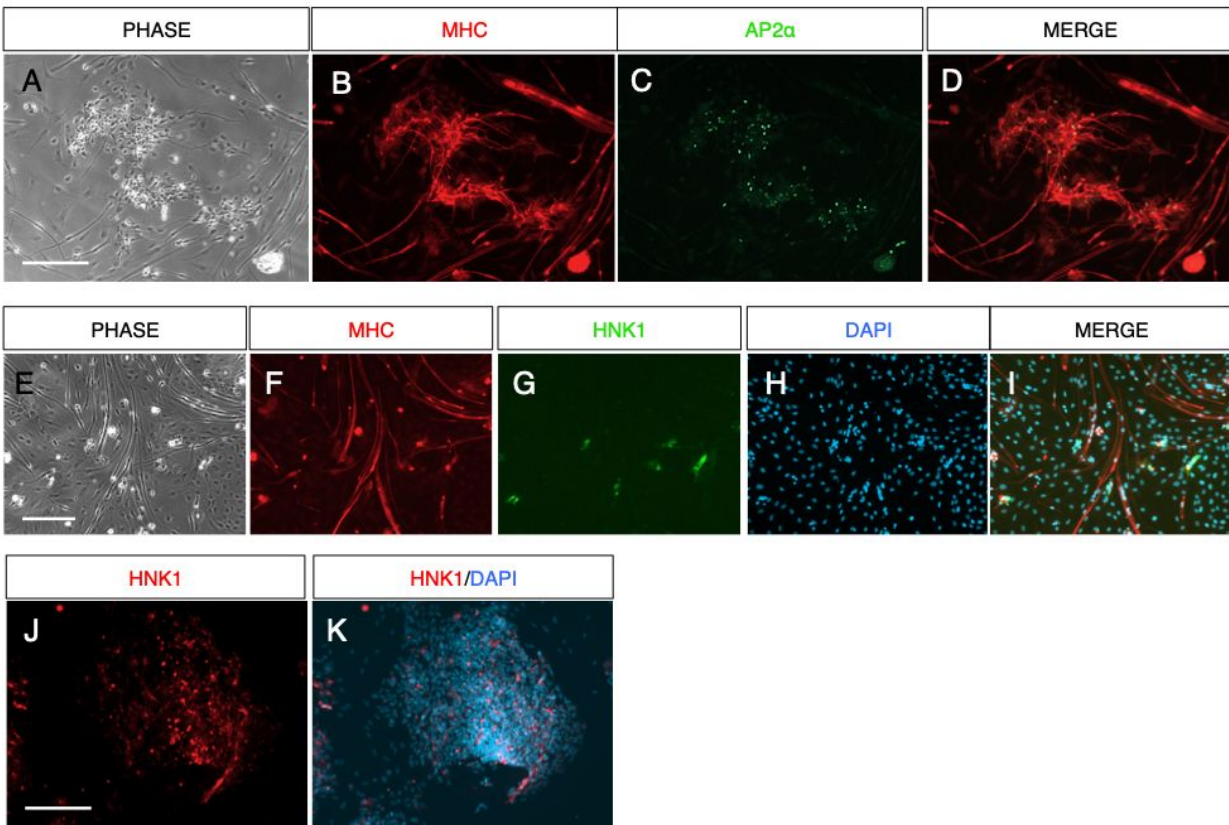 PHASE MHC AP2α MERGE
A B C D
PHASE MHC HNK1 DAPI MERGE
E F G H I
HNK1 HNK1/DAPI
J K